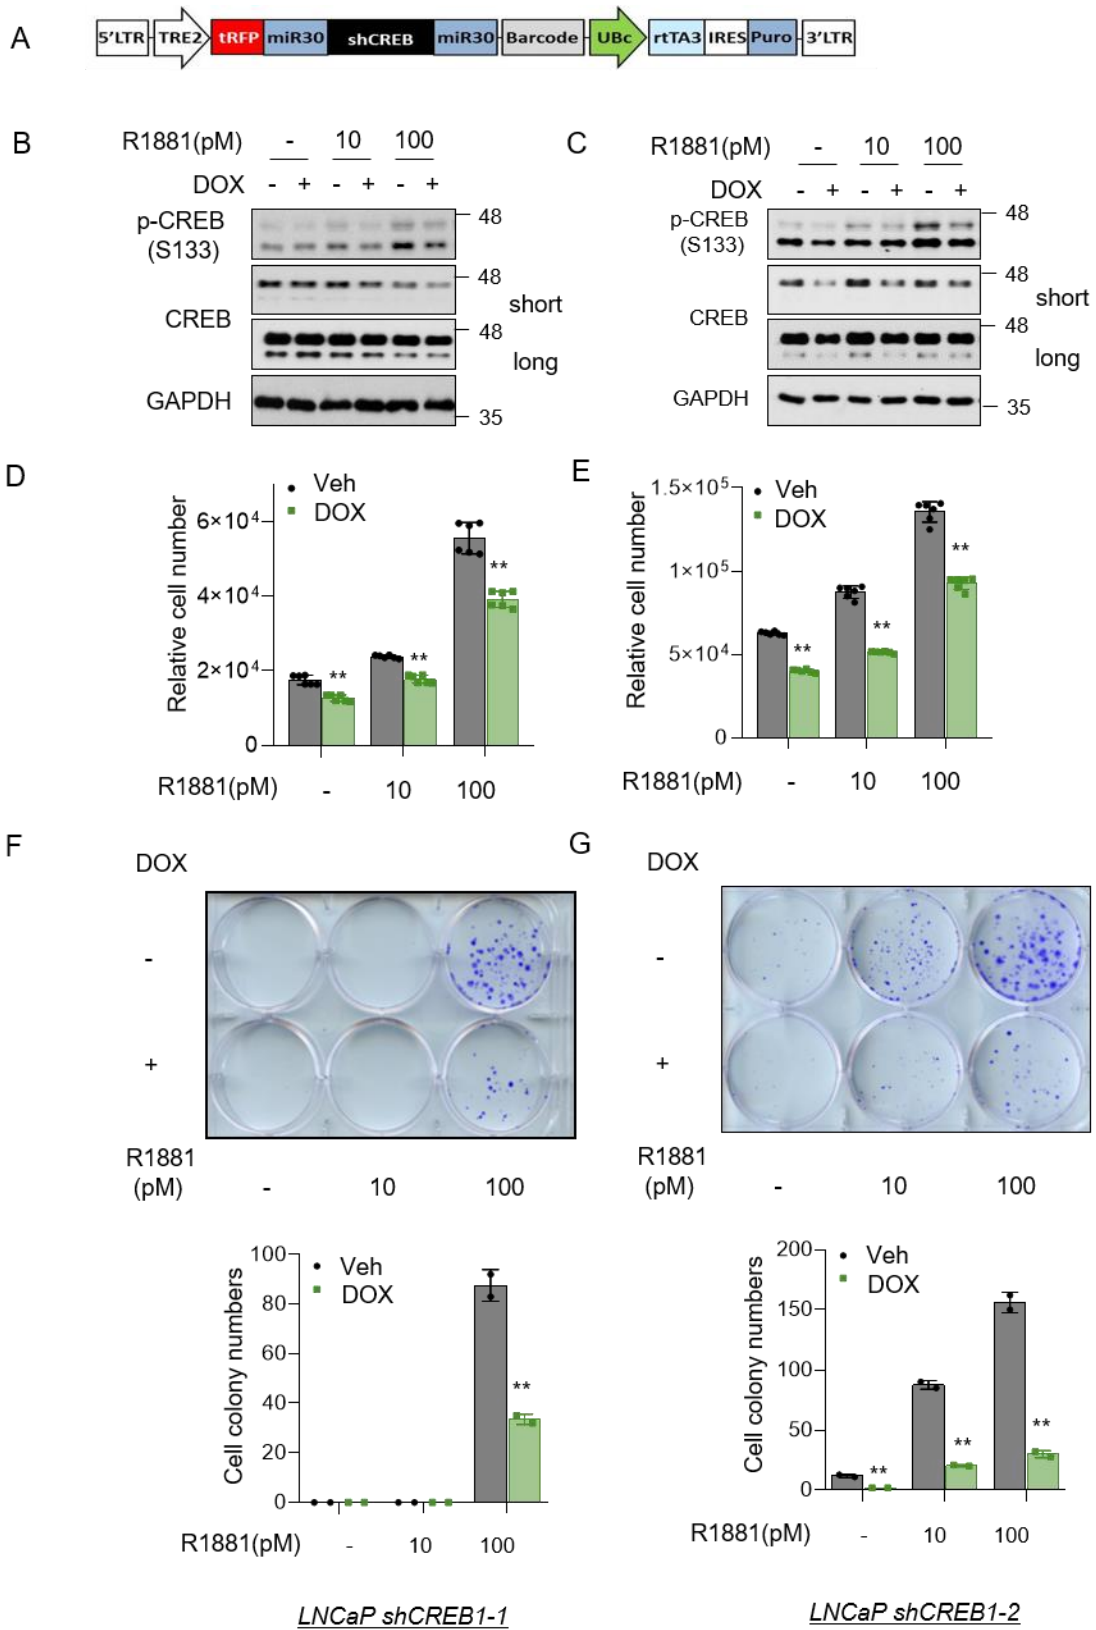 A
5'LTR TRE2 tRFP miR30 shCREB miR30 Barcode UBc rtTA3 IRES Puro 3'LTR
B
R1881(pM) - 10 100
DOX - + - + - +
p-CREB
(S133)
48
CREB
48
short
48
long
GAPDH
35
C
R1881(pM) - 10 100
DOX - + - + - +
p-CREB
(S133)
48
CREB
48
short
48
long
GAPDH
35
D
Relative cell number
Veh
DOX
6×10⁴
4×10⁴
2×10⁴
0
** ** **
R1881(pM) - 10 100
E
Relative cell number
Veh
DOX
1.5×10⁵
1×10⁵
5×10⁴
0
** ** **
R1881(pM) - 10 100
F
DOX
-
+
R1881
(pM) - 10 100
Cell colony numbers
Veh
DOX
100
80
60
40
20
0
**
R1881(pM) - 10 100
LNCaP shCREB1-1
G
DOX
-
+
R1881
(pM) - 10 100
Cell colony numbers
Veh
DOX
200
150
100
50
0
** ** **
R1881(pM) - 10 100
LNCaP shCREB1-2